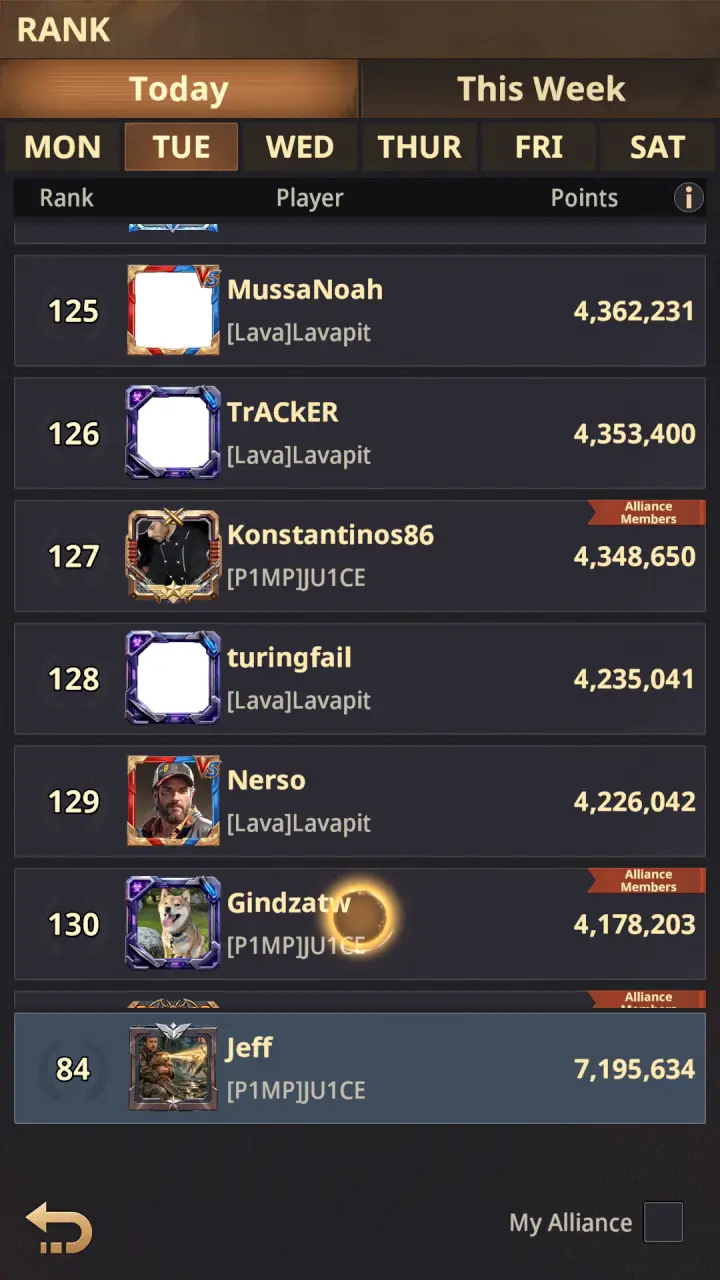 RANK
Today
This Week
MON
TUE
WED
THUR
FRI
SAT
Rank
Player
Points
125
MussaNoah
[Lava]Lavapit
4,362,231
126
TrACkER
[Lava]Lavapit
4,353,400
Alliance
Members
127
Konstantinos86
[P1MP]JU1CE
4,348,650
128
turingfail
[Lava]Lavapit
4,235,041
129
Nerso
[Lava]Lavapit
4,226,042
Alliance
Members
130
Gindzatw
[P1MP]JU1CE
4,178,203
Alliance
Members
84
Jeff
[P1MP]JU1CE
7,195,634
My Alliance